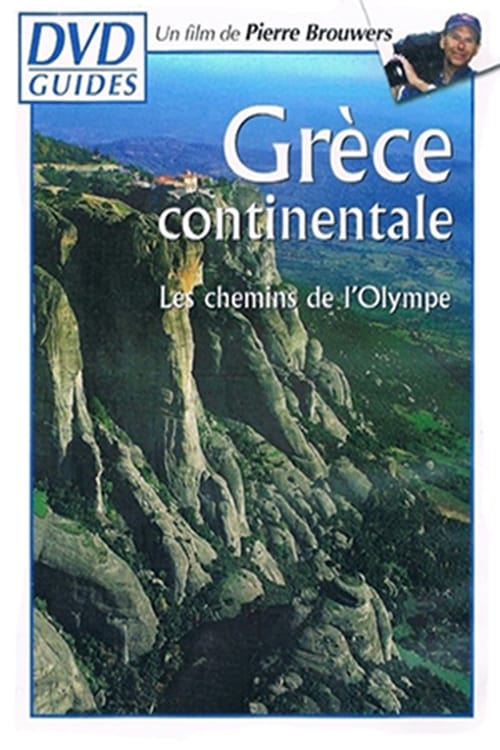 DVD
GUIDES
Un film de Pierre Brouwers
Grèce
continentale
Les chemins de l'Olympe